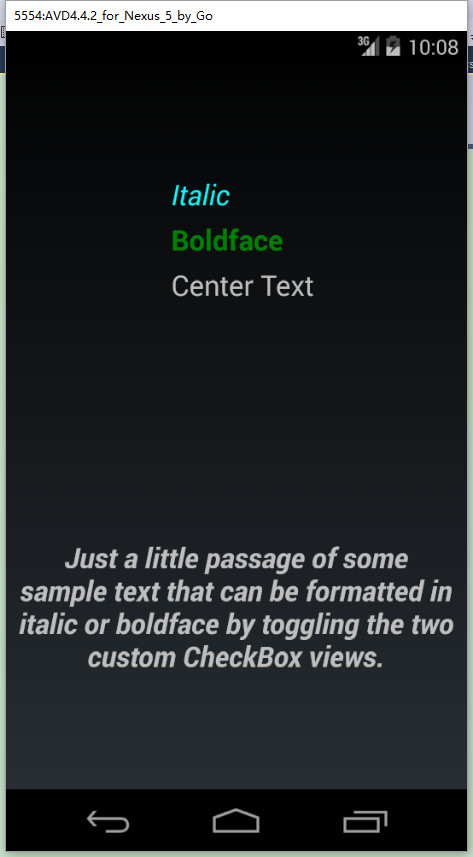 5554:AVD4.4.2_for_Nexus_5_by_Go
3G 10:08
Italic
Boldface
Center Text
Just a little passage of some
sample text that can be formatted in
italic or boldface by toggling the two
custom CheckBox views.